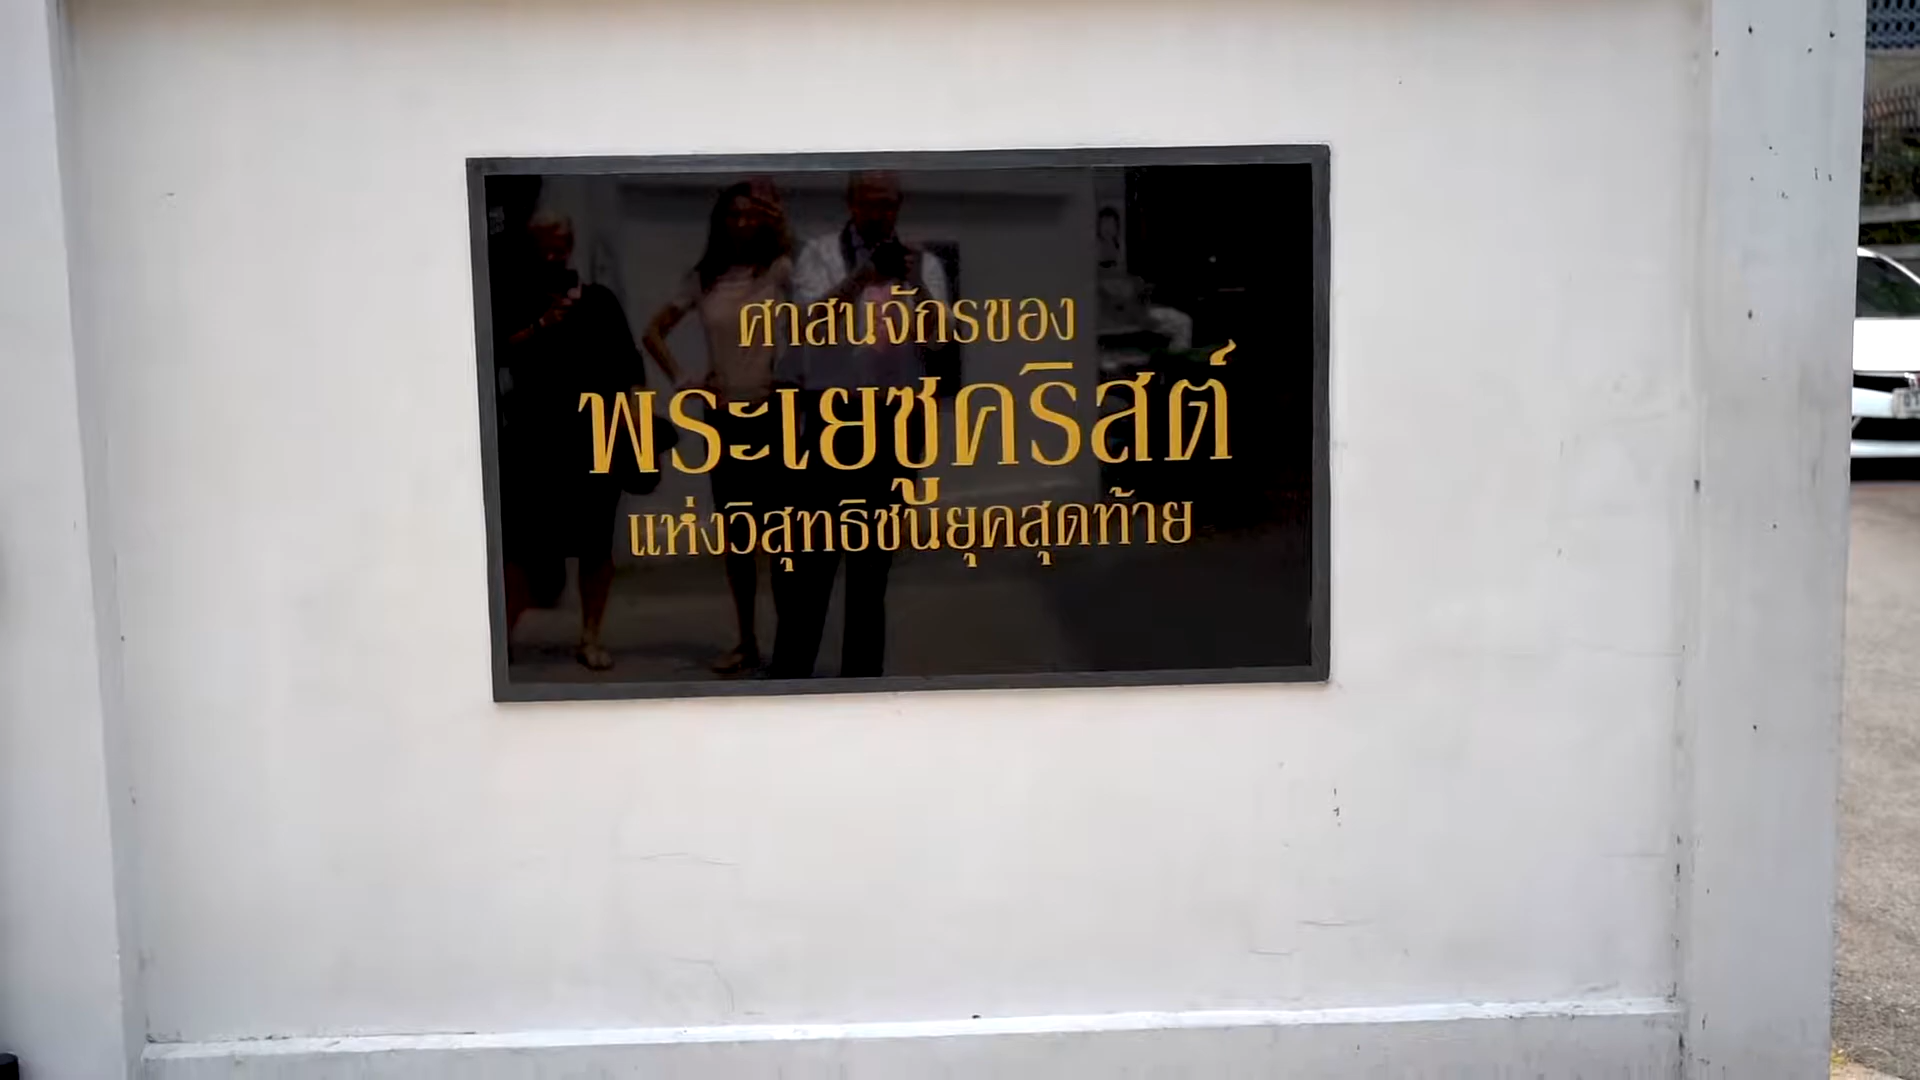 ศาสนจักรของ
พระเยซูคริสต์
แห่งวิสุทธิชนยุคสุดท้าย